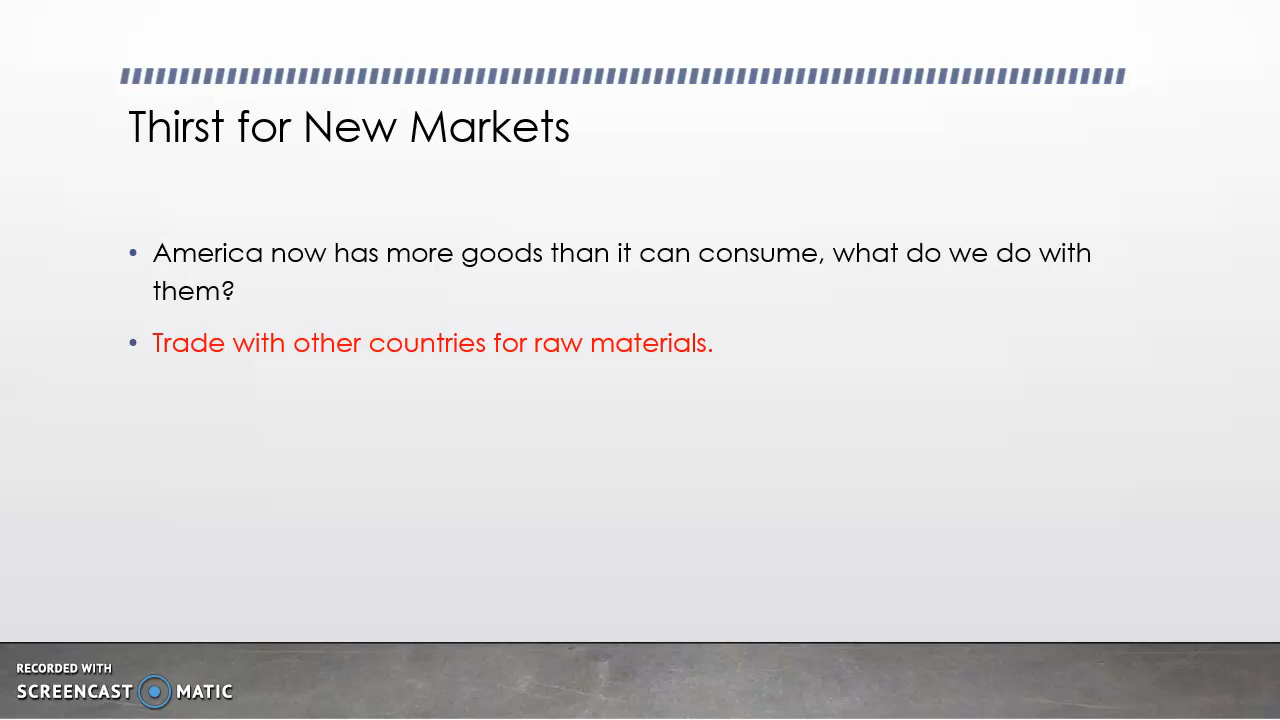 Thirst for New Markets
• America now has more goods than it can consume, what do we do with
them?
• Trade with other countries for raw materials.
RECORDED WITH
SCREENCAST MATIC